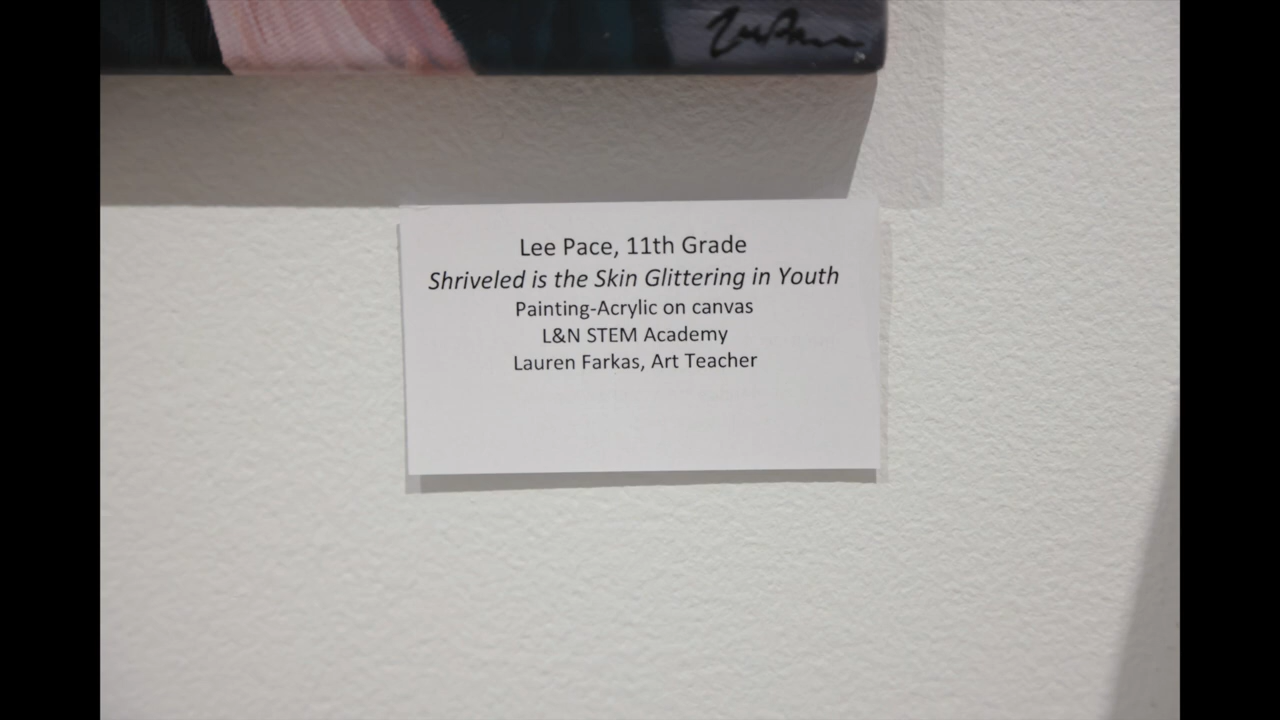 Lee Pace, 11th Grade
Shriveled is the Skin Glittering in Youth
Painting-Acrylic on canvas
L&N STEM Academy
Lauren Farkas, Art Teacher